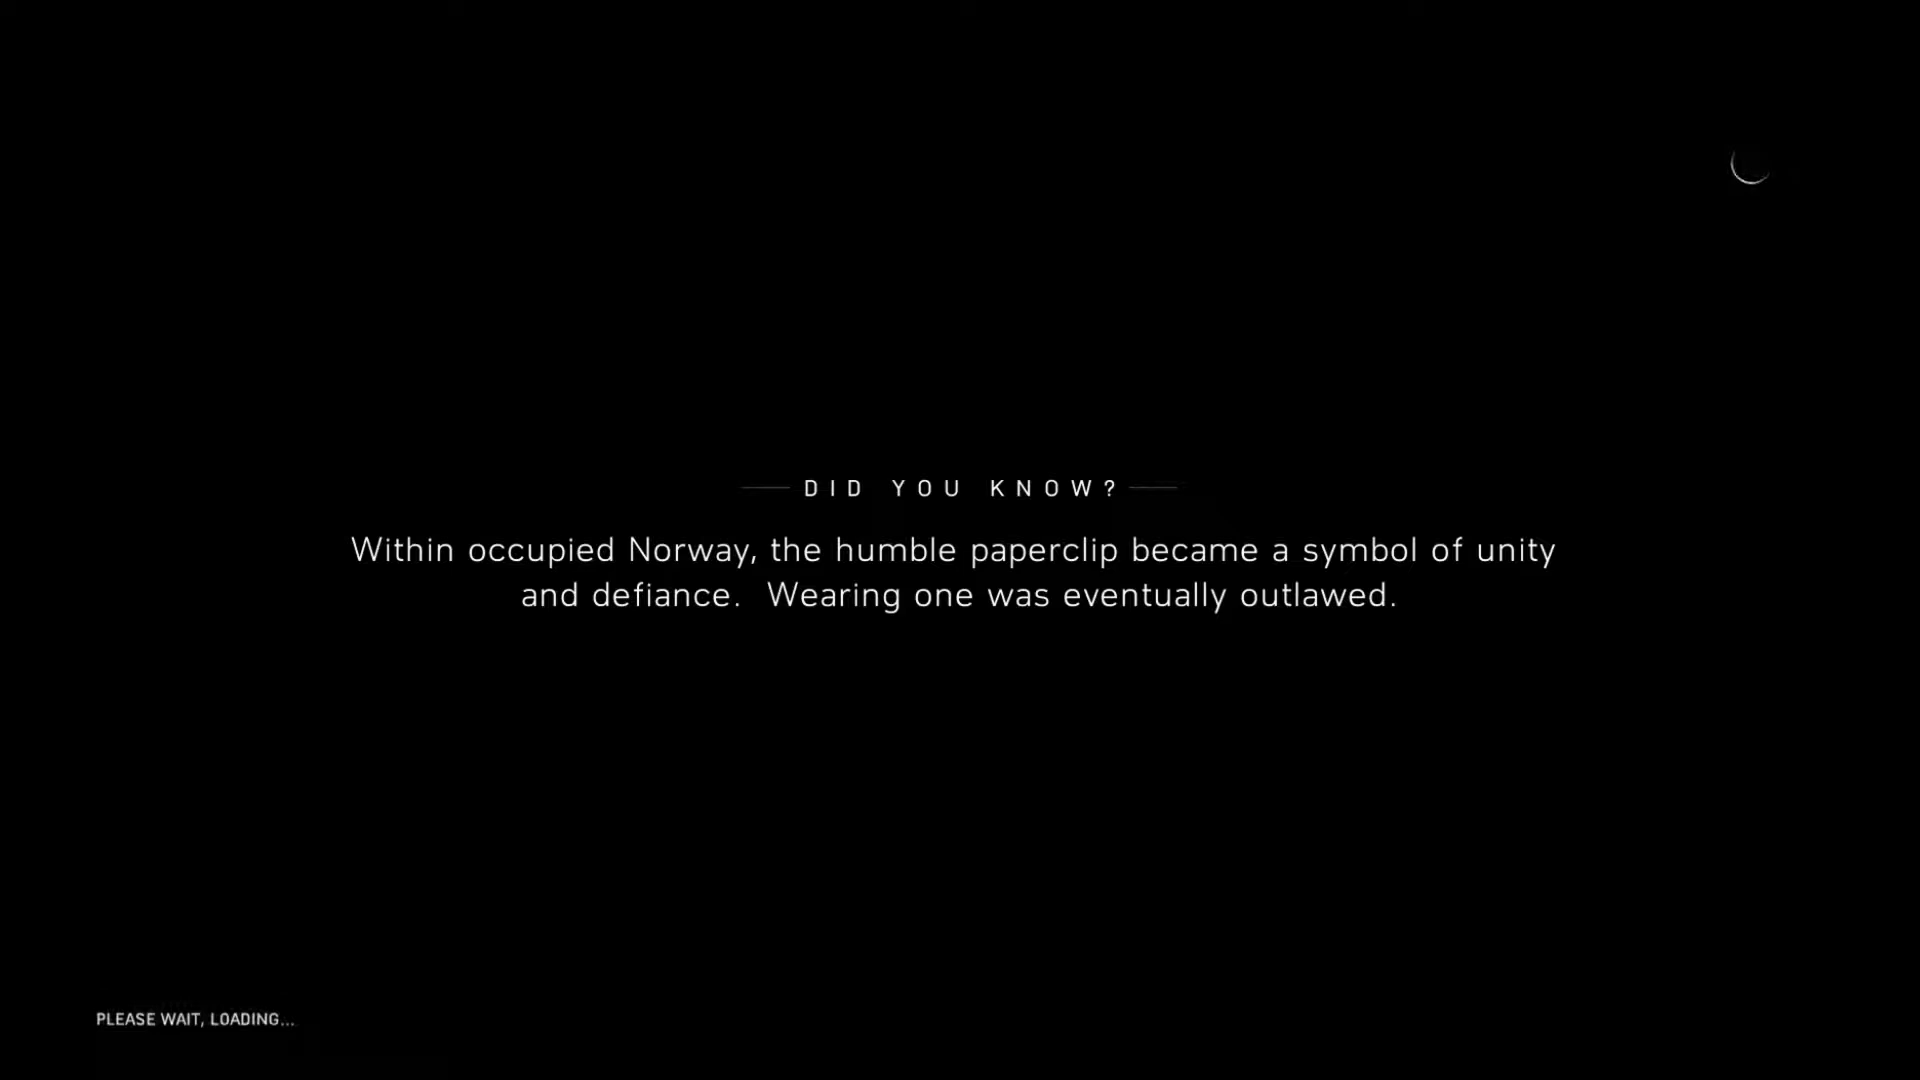 DID YOU KNOW?
Within occupied Norway, the humble paperclip became a symbol of unity
and defiance.  Wearing one was eventually outlawed.
PLEASE WAIT, LOADING...